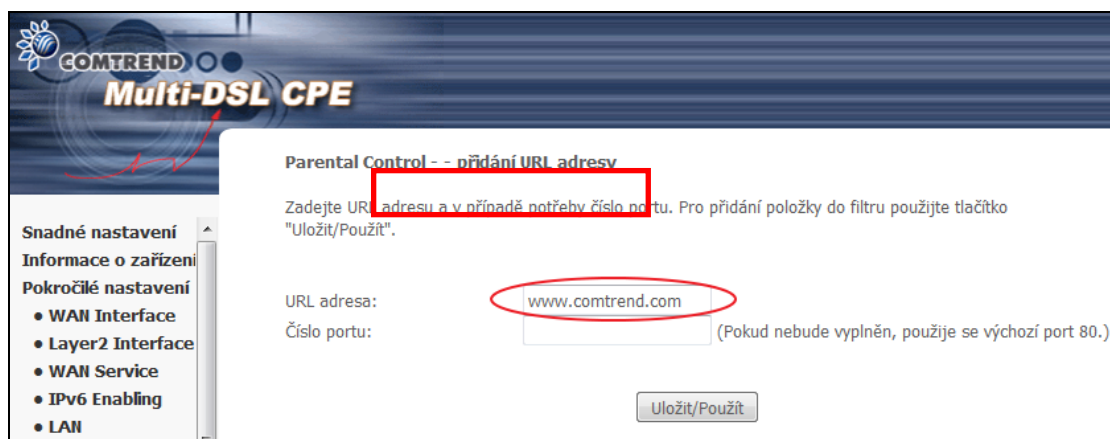 COMTREND
Multi-DSL CPE
Parental Control - - přidání URL adresy
Zadejte URL adresu a v případě potřeby číslo portu. Pro přidání položky do filtru použijte tlačítko
"Uložit/Použít".
Snadné nastavení
Informace o zařízení
Pokročilé nastavení
• WAN Interface
• Layer2 Interface
• WAN Service
• IPv6 Enabling
• LAN
URL adresa: www.comtrend.com
Číslo portu: (Pokud nebude vyplněn, použije se výchozí port 80.)
Uložit/Použít